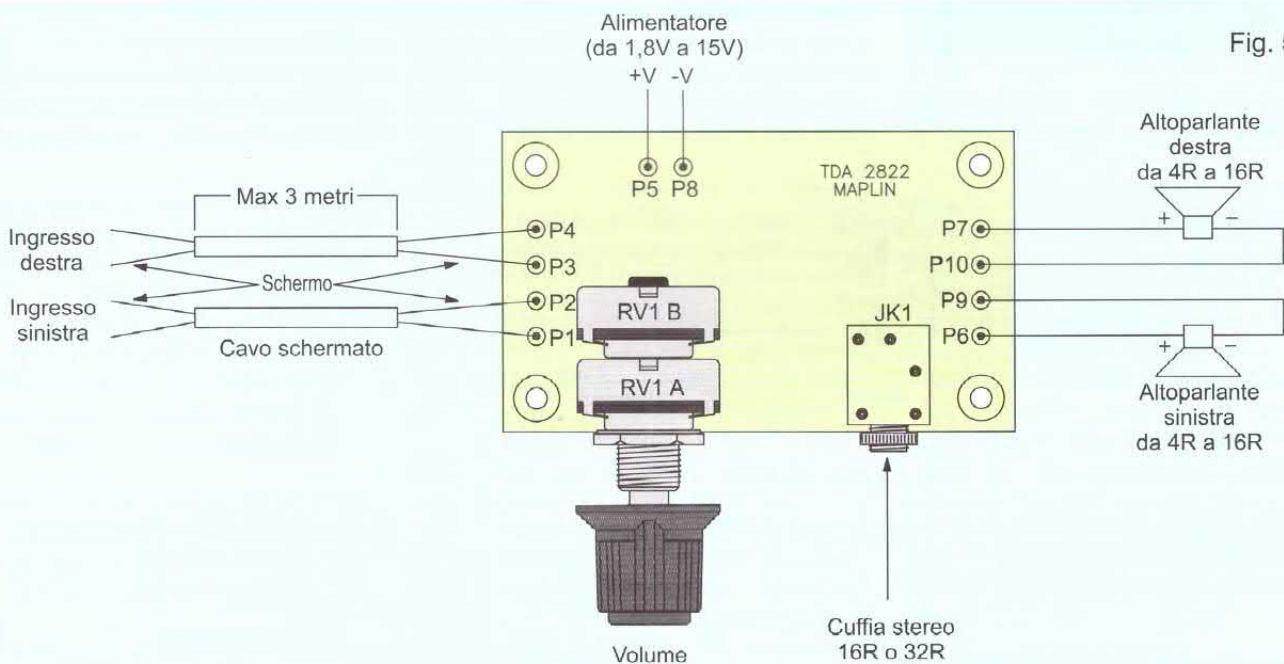 Alimentatore
(da 1,8V a 15V)
+V -V
Fig. 5
Altoparlante
destra
da 4R a 16R
+ −
TDA 2822
MAPLIN
P5 P8
Max 3 metri
Ingresso
destra
Schermo
Ingresso
sinistra
Cavo schermato
P4
P3
P2
P1
P7
P10
P9
P6
RV1 B
RV1 A
JK1
+ −
Altoparlante
sinistra
da 4R a 16R
Volume
Cuffia stereo
16R o 32R